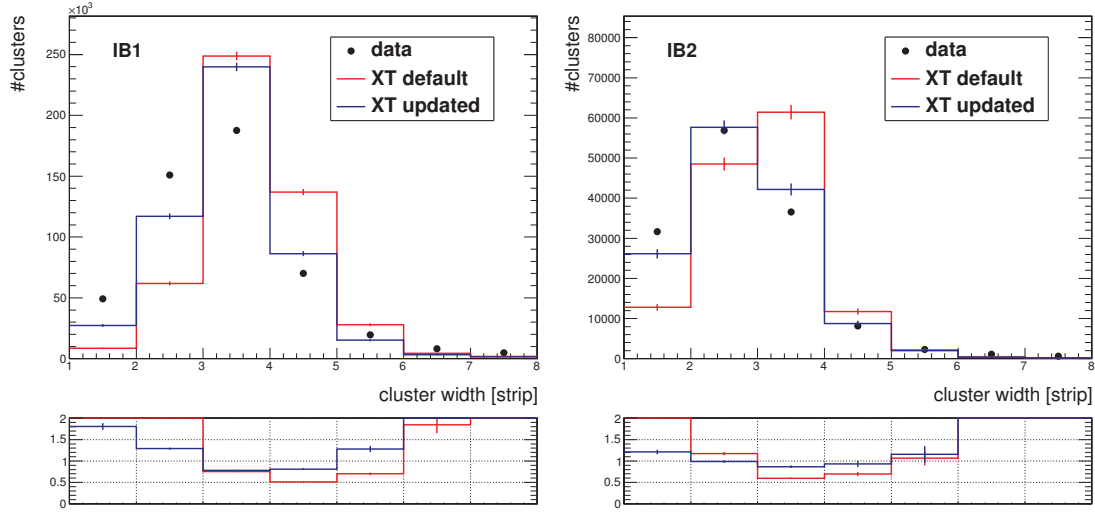 ×10³
#clusters
IB1
data
XT default
XT updated
250
200
150
100
50
0
1 2 3 4 5 6 7 8
cluster width [strip]
2
1.5
1
0.5
0
#clusters
IB2
data
XT default
XT updated
80000
70000
60000
50000
40000
30000
20000
10000
0
1 2 3 4 5 6 7 8
cluster width [strip]
2
1.5
1
0.5
0